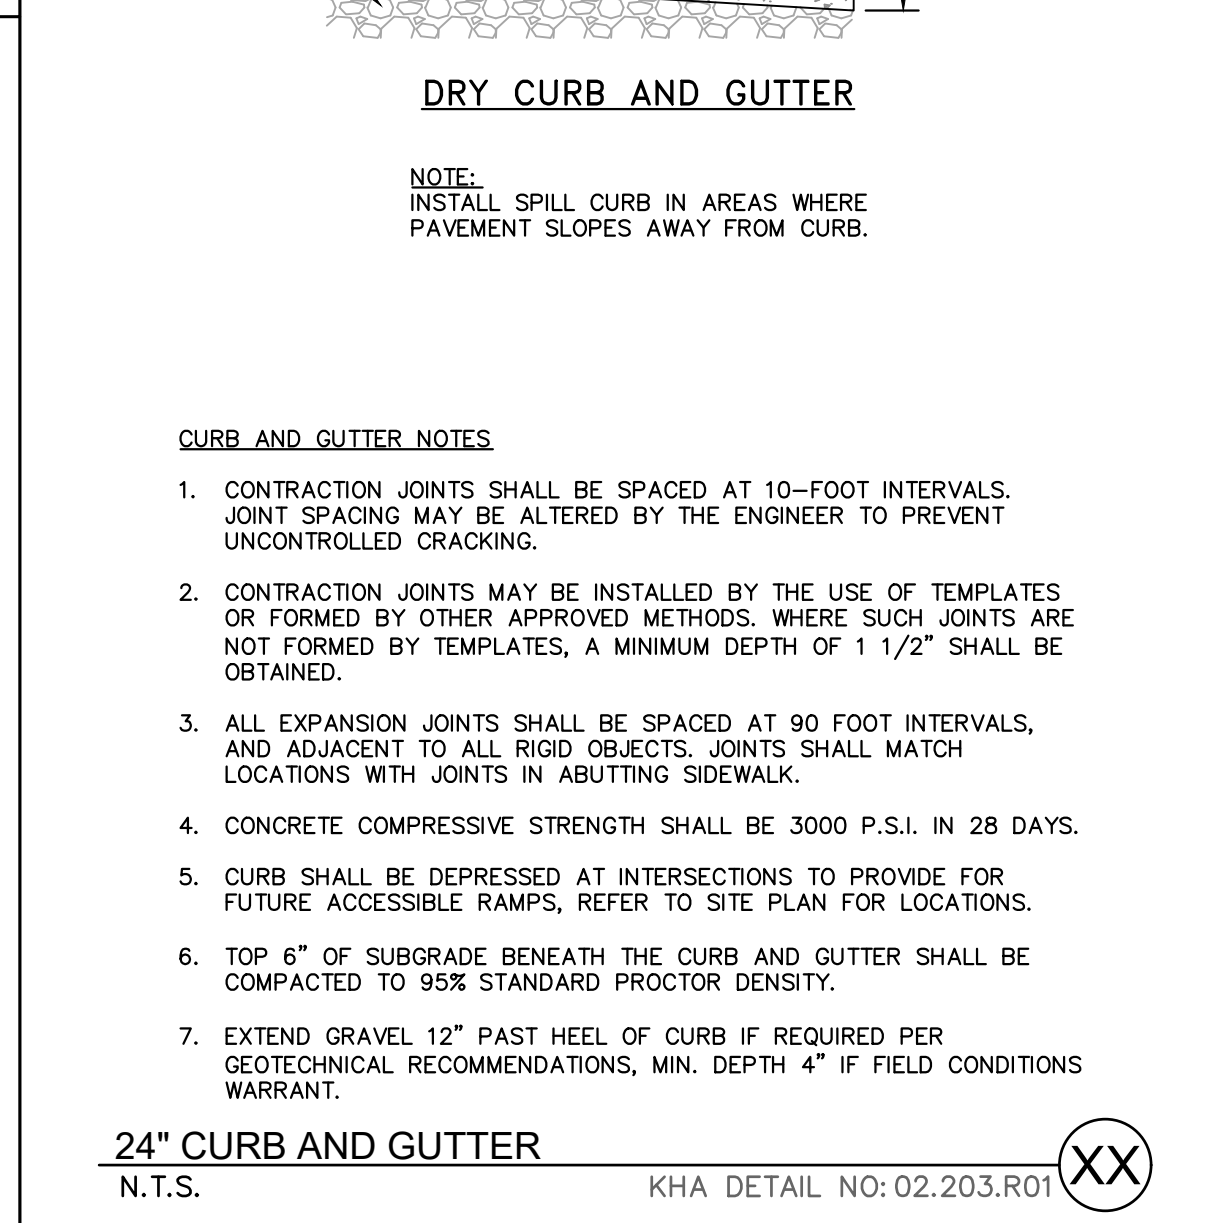 DRY CURB AND GUTTER
NOTE:
INSTALL SPILL CURB IN AREAS WHERE
PAVEMENT SLOPES AWAY FROM CURB.
CURB AND GUTTER NOTES
1. CONTRACTION JOINTS SHALL BE SPACED AT 10–FOOT INTERVALS.
JOINT SPACING MAY BE ALTERED BY THE ENGINEER TO PREVENT
UNCONTROLLED CRACKING.
2. CONTRACTION JOINTS MAY BE INSTALLED BY THE USE OF TEMPLATES
OR FORMED BY OTHER APPROVED METHODS. WHERE SUCH JOINTS ARE
NOT FORMED BY TEMPLATES, A MINIMUM DEPTH OF 1 1/2” SHALL BE
OBTAINED.
3. ALL EXPANSION JOINTS SHALL BE SPACED AT 90 FOOT INTERVALS,
AND ADJACENT TO ALL RIGID OBJECTS. JOINTS SHALL MATCH
LOCATIONS WITH JOINTS IN ABUTTING SIDEWALK.
4. CONCRETE COMPRESSIVE STRENGTH SHALL BE 3000 P.S.I. IN 28 DAYS.
5. CURB SHALL BE DEPRESSED AT INTERSECTIONS TO PROVIDE FOR
FUTURE ACCESSIBLE RAMPS, REFER TO SITE PLAN FOR LOCATIONS.
6. TOP 6” OF SUBGRADE BENEATH THE CURB AND GUTTER SHALL BE
COMPACTED TO 95% STANDARD PROCTOR DENSITY.
7. EXTEND GRAVEL 12” PAST HEEL OF CURB IF REQUIRED PER
GEOTECHNICAL RECOMMENDATIONS, MIN. DEPTH 4” IF FIELD CONDITIONS
WARRANT.
24" CURB AND GUTTER
XX
N.T.S.
KHA DETAIL NO: 02.203.R01